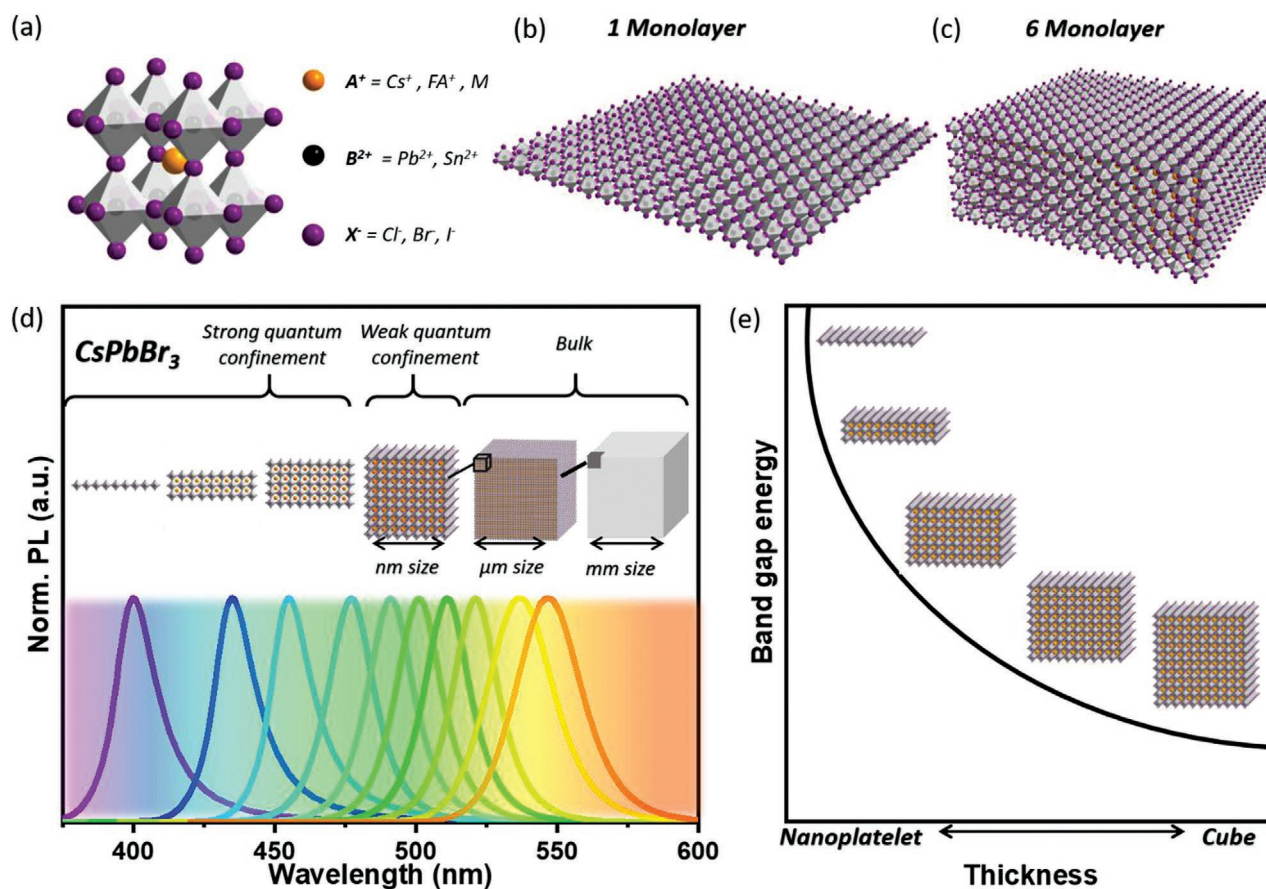 (a)
A⁺ = Cs⁺, FA⁺, M
B²⁺ = Pb²⁺, Sn²⁺
X⁻ = Cl⁻, Br⁻, I⁻
(b)
1 Monolayer
(c)
6 Monolayer
(d)
CsPbBr₃
Strong quantum
confinement
Weak quantum
confinement
Bulk
nm size
µm size
mm size
Norm. PL (a.u.)
400
450
500
550
600
Wavelength (nm)
(e)
Band gap energy
Nanoplatelet
Cube
Thickness